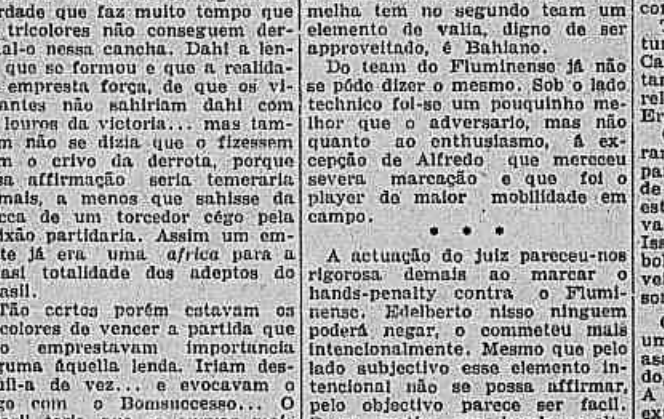 rdade que faz muito tempo que
tricolores não conseguem der-
al-o nessa cancha. Dahi a len-
que se formou e que a realida-
empresta força, de que os vi-
antes não sahiriam dahi com
louros da victoria... mas tam-
m não se dizia que o fizessem
m o crivo da derrota, porque
sa affirmação seria temeraria
mais, a menos que sahisse da
cca de um torcedor cégo pela
ixão partidaria. Assim um em-
te já era uma africa para a
asi totalidade dos adeptos do
asil.
Tão certos porém estavam os
colores de vencer a partida que
o emprestavam importancia
guma áquella lenda. Iriam des-
uil-a de vez... e evocavam o
go com o Bomsuccesso... O
melha tem no segundo team um
elemento de valia, digno de ser
approveitado, é Bahiano.
Do team do Fluminense já não
se póde dizer o mesmo. Sob o lado
technico foi-se um pouquinho me-
lhor que o adversario, mas não
quanto ao enthusiasmo, á ex-
cepção de Alfredo que mereceu
severa marcação e que foi o
player de maior mobilidade em
campo.
* * *
A actuação do juiz pareceu-nos
rigorosa demais ao marcar o
hands-penalty contra o Flumi-
nense. Edelberto nisso ninguem
poderá negar, o commeteu mais
intencionalmente. Mesmo que pelo
lado subjectivo esse elemento in-
tencional não se possa affirmar,
pelo objectivo parece ser facil.